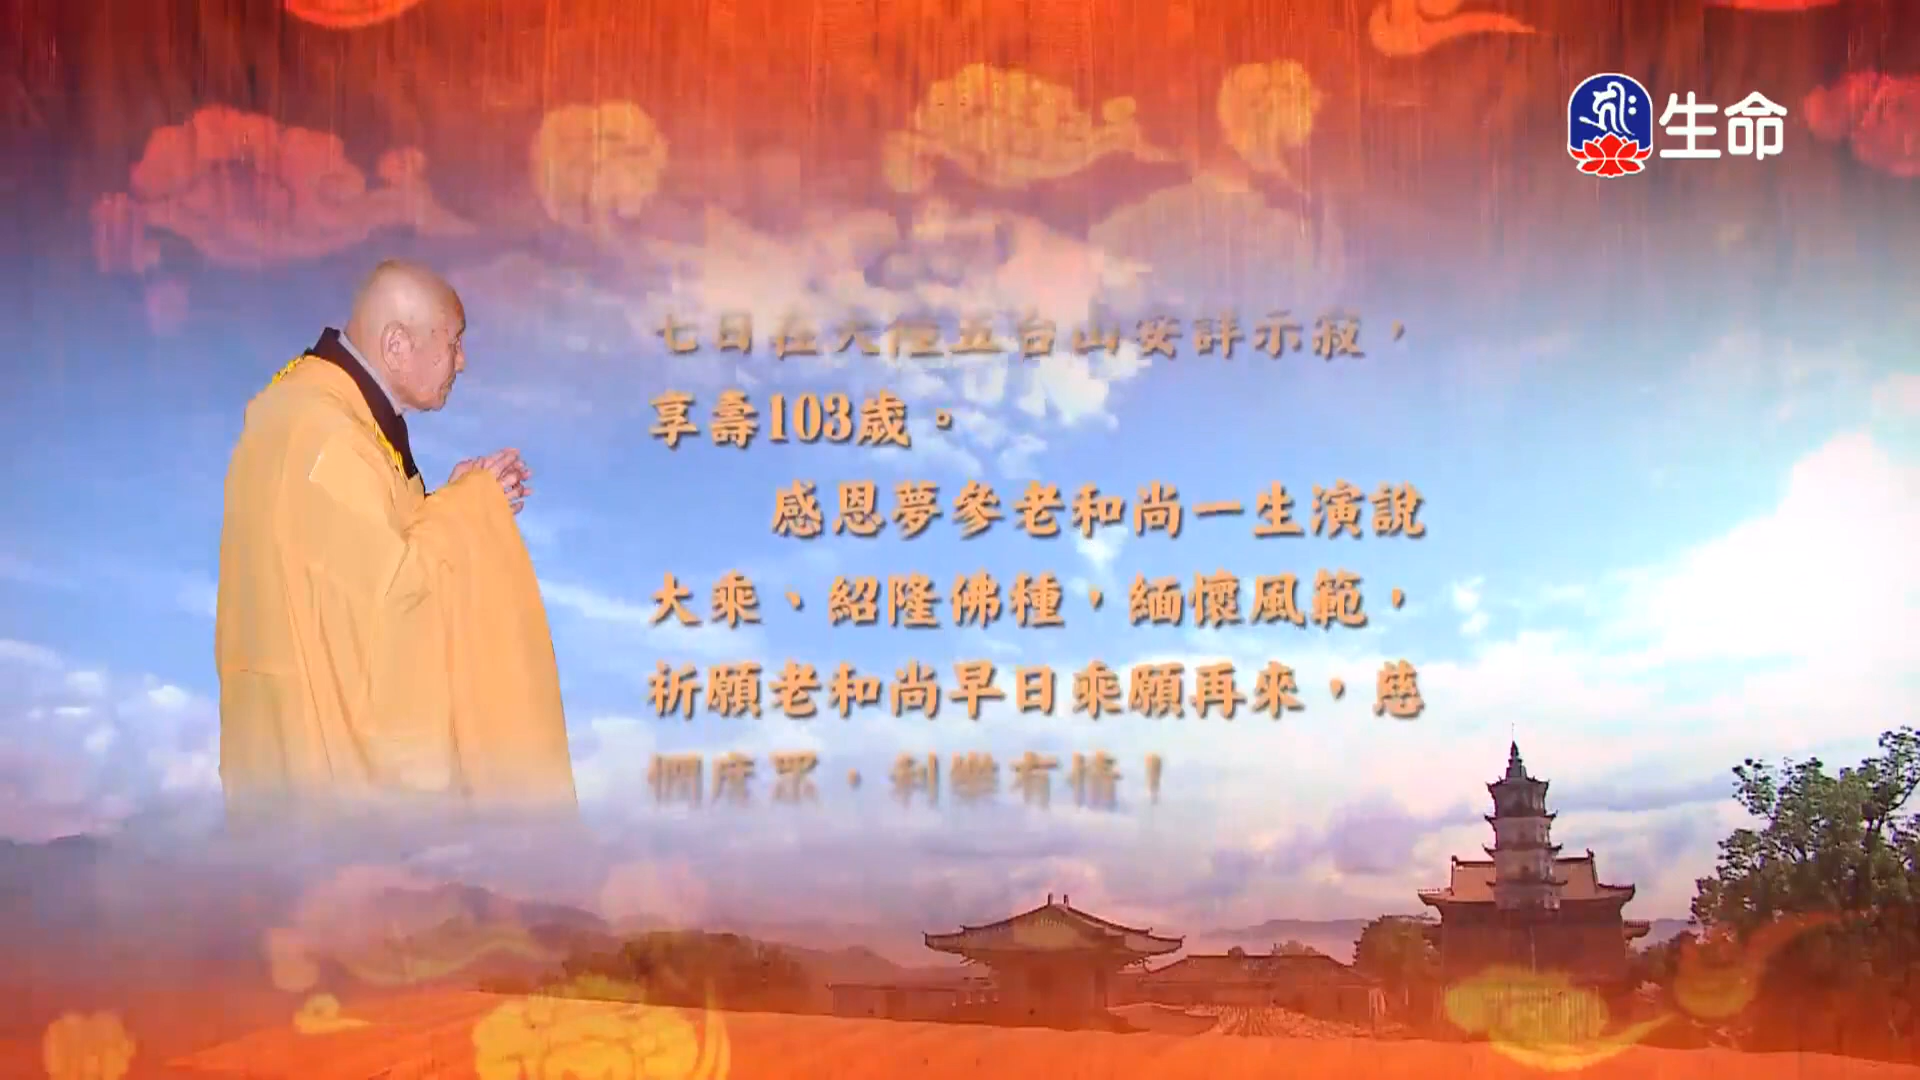 生命
七日在大陸五台山安詳示寂，
享壽103歲。
感恩夢參老和尚一生演說
大乘、紹隆佛種，緬懷風範，
祈願老和尚早日乘願再來，慈
憫度眾，利樂有情！